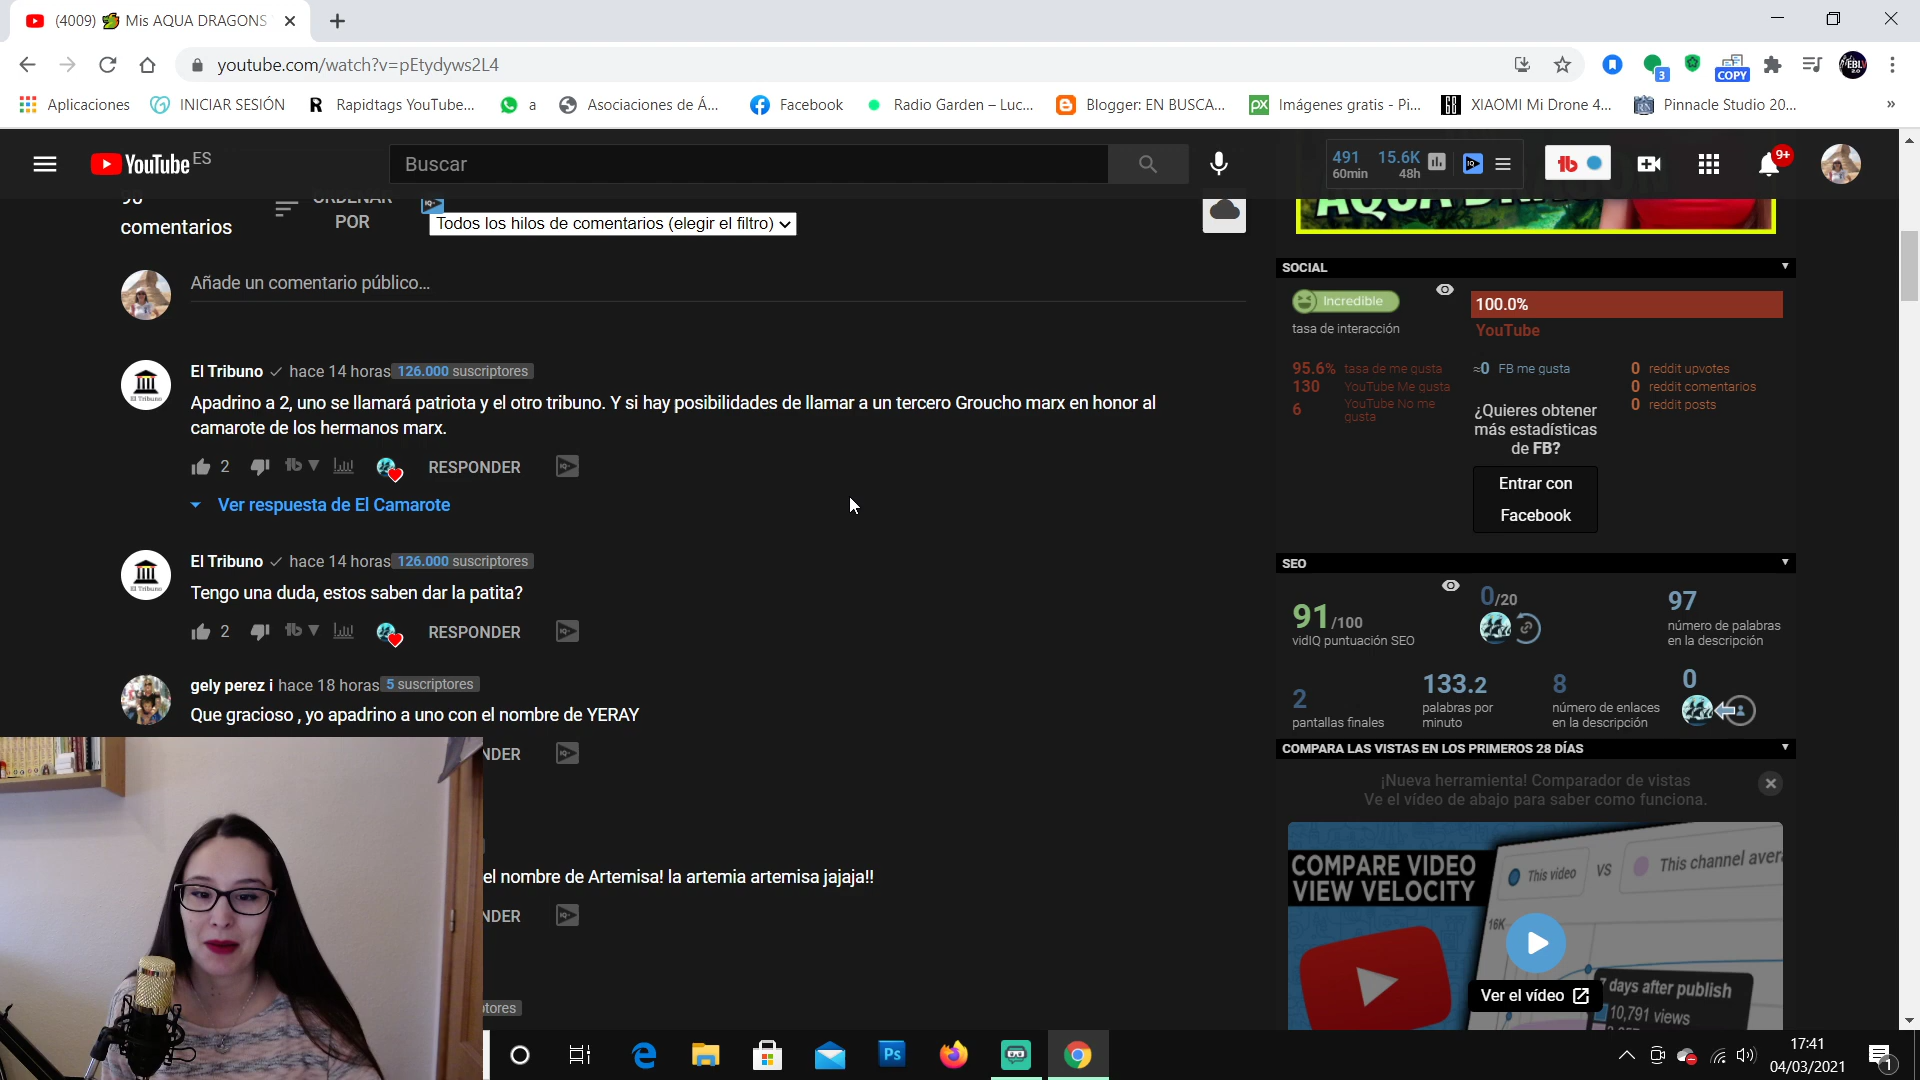 (4009) Mis AQUA DRAGONS
youtube.com/watch?v=pEtydyws2L4
3
COPY
Aplicaciones
INICIAR SESIÓN
R Rapidtags YouTube...
a
Asociaciones de Á...
Facebook
Radio Garden – Luc...
Blogger: EN BUSCA...
px Imágenes gratis - Pi...
XIAOMI Mi Drone 4...
Pinnacle Studio 20...
»
YouTube ES
Buscar
491 15.6K
60min 48h
9+
comentarios
ORDENAR
POR
Todos los hilos de comentarios (elegir el filtro)
Añade un comentario público...
El Tribuno hace 14 horas 126.000 suscriptores
Apadrino a 2, uno se llamará patriota y el otro tribuno. Y si hay posibilidades de llamar a un tercero Groucho marx en honor al
camarote de los hermanos marx.
2 RESPONDER
Ver respuesta de El Camarote
El Tribuno hace 14 horas 126.000 suscriptores
Tengo una duda, estos saben dar la patita?
2 RESPONDER
gely perez i hace 18 horas 5 suscriptores
Que gracioso , yo apadrino a uno con el nombre de YERAY
NDER
el nombre de Artemisa! la artemia artemisa jajaja!!
NDER
tores
SOCIAL
Incredible
tasa de interacción
100.0%
YouTube
95.6% tasa de me gusta
130 YouTube Me gusta
6 YouTube No me
gusta
≈0 FB me gusta
0 reddit upvotes
0 reddit comentarios
0 reddit posts
¿Quieres obtener
más estadísticas
de FB?
Entrar con
Facebook
SEO
91/100
vidIQ puntuación SEO
0/20
97
número de palabras
en la descripción
2
pantallas finales
133.2
palabras por
minuto
8
número de enlaces
en la descripción
0
COMPARA LAS VISTAS EN LOS PRIMEROS 28 DÍAS
¡Nueva herramienta! Comparador de vistas
Ve el vídeo de abajo para saber como funciona.
COMPARE VIDEO
VIEW VELOCITY
This video
VS
This channel aver
16K
Ver el vídeo
7 days after publish
10,791 views
Ps
17:41
04/03/2021
1